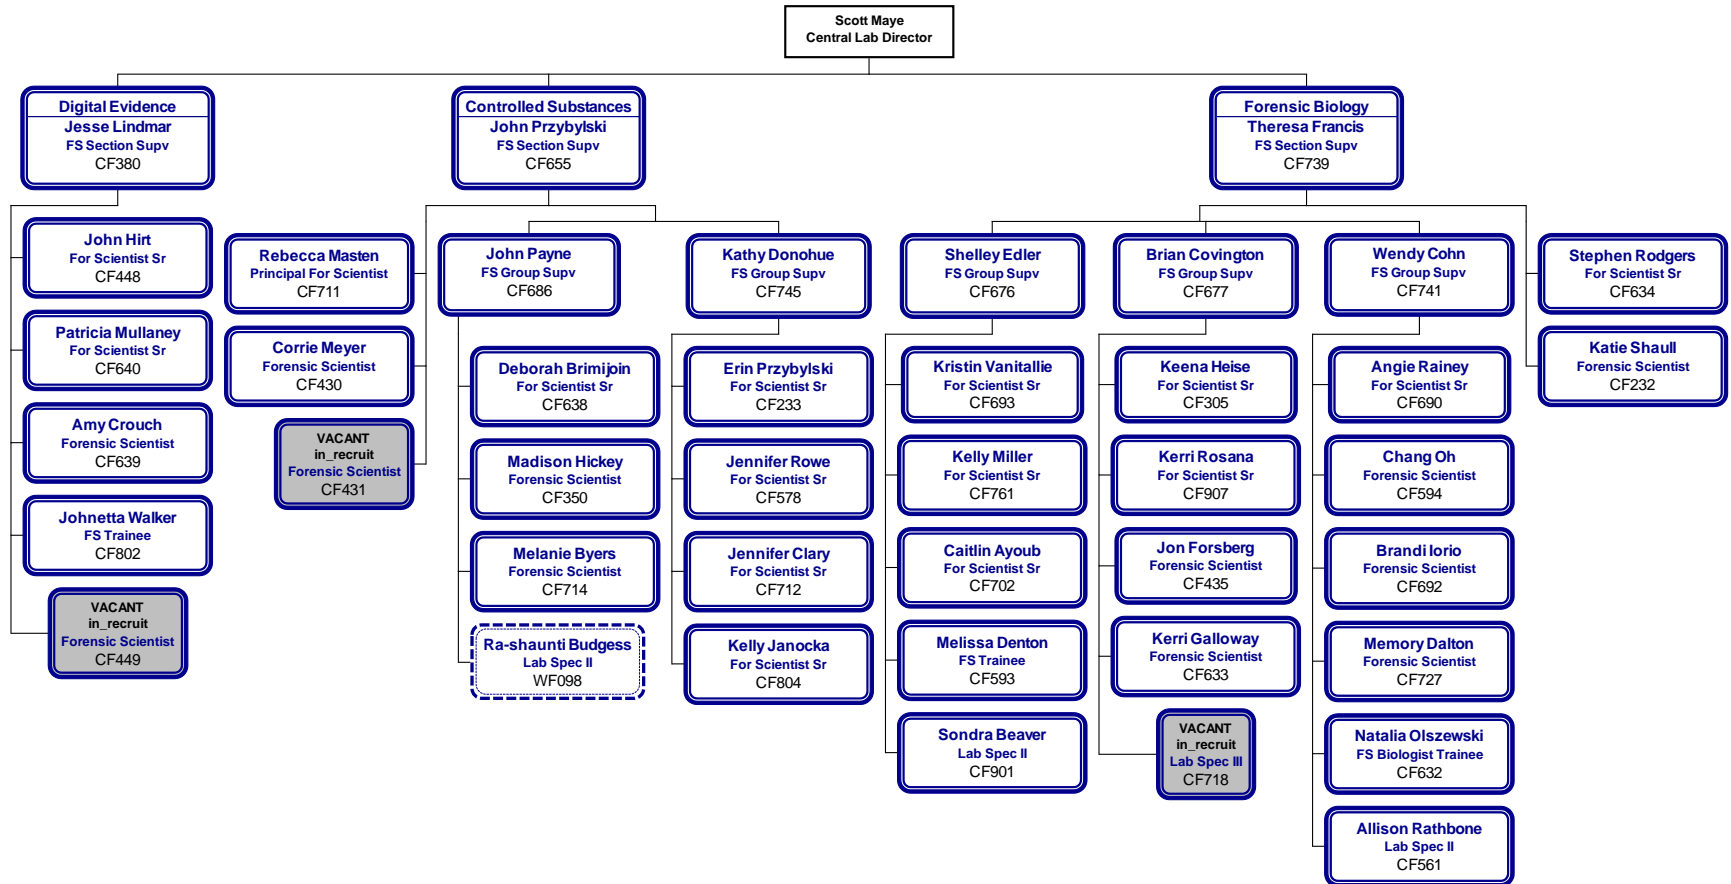 Scott Maye
Central Lab Director
Digital Evidence
Jesse Lindmar
FS Section Supv
CF380
Controlled Substances
John Przybylski
FS Section Supv
CF655
Forensic Biology
Theresa Francis
FS Section Supv
CF739
John Hirt
For Scientist Sr
CF448
Patricia Mullaney
For Scientist Sr
CF640
Amy Crouch
Forensic Scientist
CF639
Johnetta Walker
FS Trainee
CF802
VACANT
in_recruit
Forensic Scientist
CF449
Rebecca Masten
Principal For Scientist
CF711
Corrie Meyer
Forensic Scientist
CF430
VACANT
in_recruit
Forensic Scientist
CF431
John Payne
FS Group Supv
CF686
Deborah Brimijoin
For Scientist Sr
CF638
Madison Hickey
Forensic Scientist
CF350
Melanie Byers
Forensic Scientist
CF714
Ra-shaunti Budgess
Lab Spec II
WF098
Kathy Donohue
FS Group Supv
CF745
Erin Przybylski
For Scientist Sr
CF233
Jennifer Rowe
For Scientist Sr
CF578
Jennifer Clary
For Scientist Sr
CF712
Kelly Janocka
For Scientist Sr
CF804
Shelley Edler
FS Group Supv
CF676
Kristin Vanitallie
For Scientist Sr
CF693
Kelly Miller
For Scientist Sr
CF761
Caitlin Ayoub
For Scientist Sr
CF702
Melissa Denton
FS Trainee
CF593
Sondra Beaver
Lab Spec II
CF901
Brian Covington
FS Group Supv
CF677
Keena Heise
For Scientist Sr
CF305
Kerri Rosana
For Scientist Sr
CF907
Jon Forsberg
Forensic Scientist
CF435
Kerri Galloway
Forensic Scientist
CF633
VACANT
in_recruit
Lab Spec III
CF718
Wendy Cohn
FS Group Supv
CF741
Angie Rainey
For Scientist Sr
CF690
Chang Oh
Forensic Scientist
CF594
Brandi Iorio
Forensic Scientist
CF692
Memory Dalton
Forensic Scientist
CF727
Natalia Olszewski
FS Biologist Trainee
CF632
Allison Rathbone
Lab Spec II
CF561
Stephen Rodgers
For Scientist Sr
CF634
Katie Shaull
Forensic Scientist
CF232